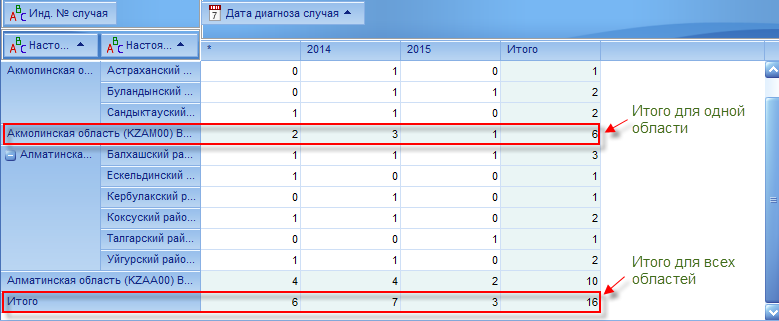 Инд. № случая
Дата диагноза случая
7
Насто...
Настоя...
* 2014 2015 Итого
Акмолинская о... Астраханский ... 0 1 0 1
Буландынский ... 0 1 1 2
Сандыктауский... 1 1 0 2
Акмолинская область (KZAM00) В... 2 3 1 6
Алматинска... Балхашский ра... 1 1 1 3
Ескельдинский ... 1 0 0 1
Кербулакский р... 0 1 0 1
Коксуский райо... 1 1 0 2
Талгарский рай... 0 0 1 1
Уйгурский райо... 1 1 0 2
Алматинская область (KZAA00) В... 4 4 2 10
Итого 6 7 3 16
Итого для одной
области
Итого для всех
областей